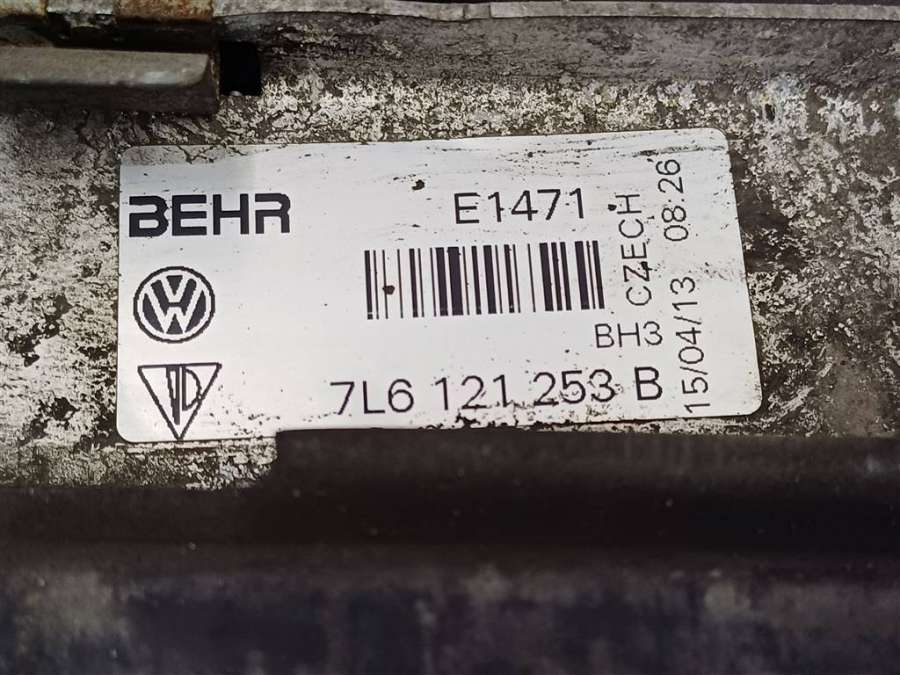 BEHR
E1471
BH3
7L6 121 253 B
CZECH
15/04/13 08:26